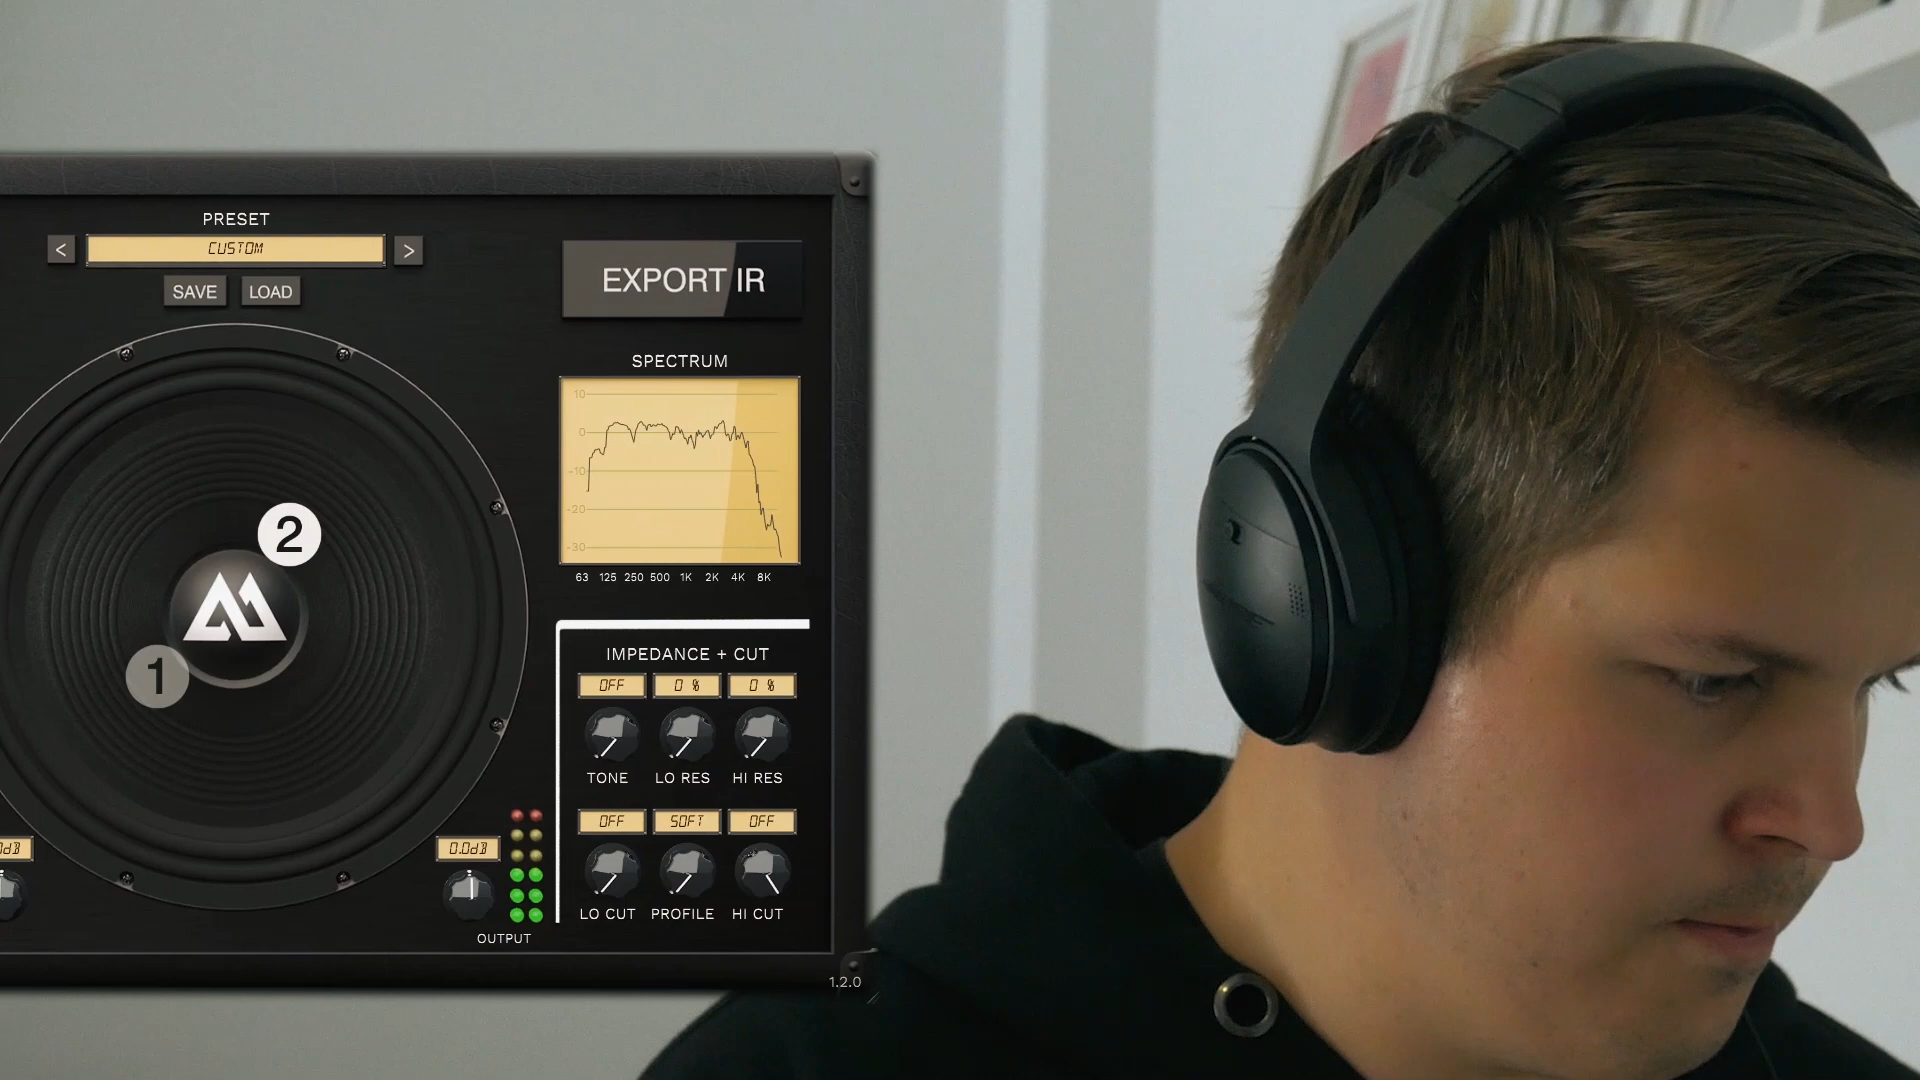 PRESET
< CUSTOM >
SAVE LOAD
EXPORT IR
SPECTRUM
10
0
-10
-20
-30
63 125 250 500 1K 2K 4K 8K
2
1
IMPEDANCE + CUT
OFF 0 % 0 %
TONE LO RES HI RES
OFF SOFT OFF
LO CUT PROFILE HI CUT
0.0dB
OUTPUT
1.2.0